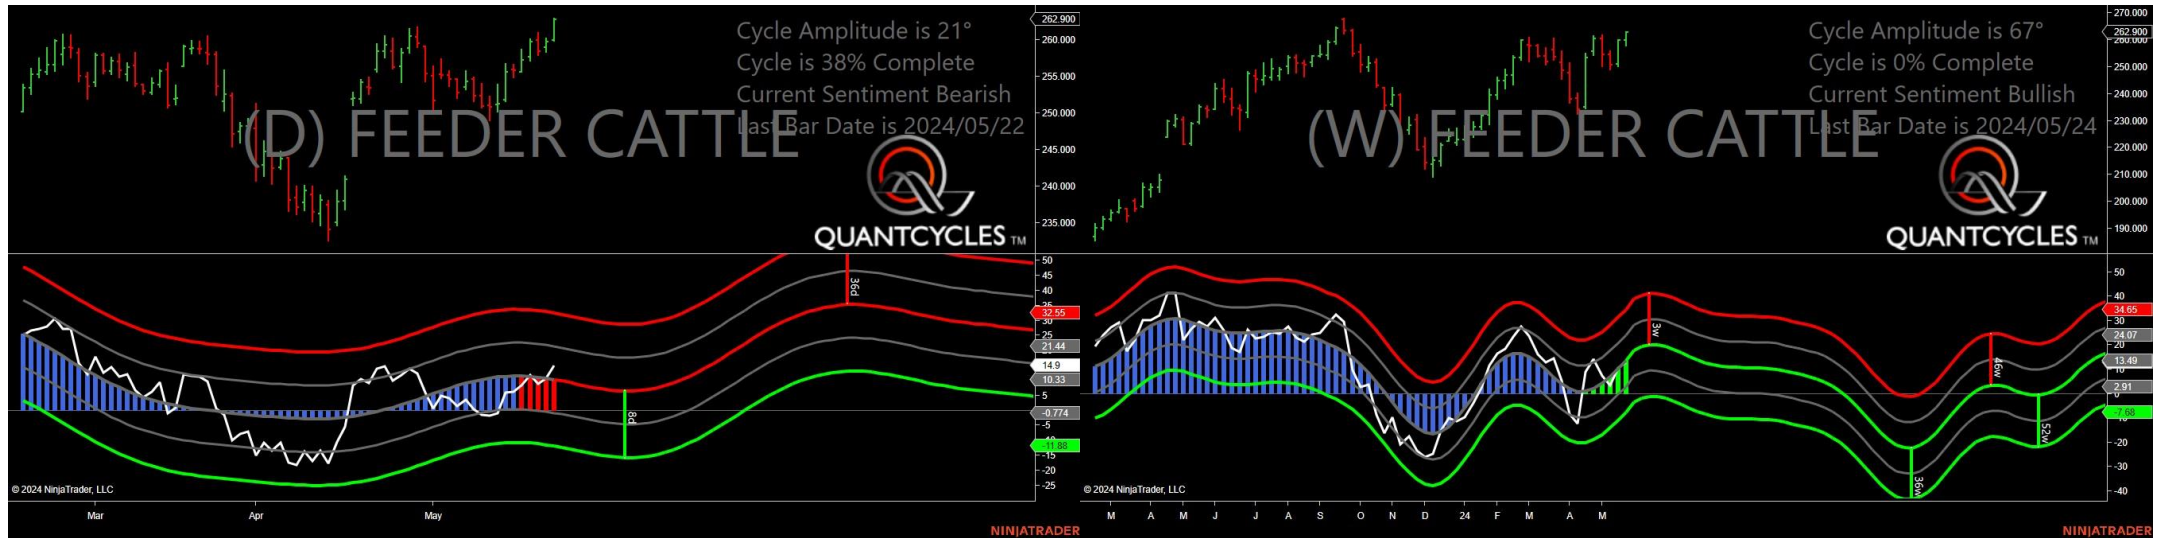 Cycle Amplitude is 21°
Cycle is 38% Complete
Current Sentiment Bearish
Last Bar Date is 2024/05/22
(D) FEEDER CATTLE
QUANTCYCLES TM
262.900
260.000
255.000
250.000
245.000
240.000
235.000
50
45
40
35
32.55
30
25
21.44
14.9
10.33
5
-0.774
-5
-11.88
-15
-20
-25
36d
8d
© 2024 NinjaTrader, LLC
Mar Apr May
NINJATRADER
Cycle Amplitude is 67°
Cycle is 0% Complete
Current Sentiment Bullish
Last Bar Date is 2024/05/24
(W) FEEDER CATTLE
QUANTCYCLES TM
270.000
262.900
260.000
250.000
240.000
230.000
220.000
210.000
200.000
190.000
50
40
34.65
30
24.07
20
13.49
10
2.91
0
-7.68
-20
-30
-40
3w
46w
52w
36w
© 2024 NinjaTrader, LLC
M A M J J A S O N D 24 F M A M
NINJATRADER